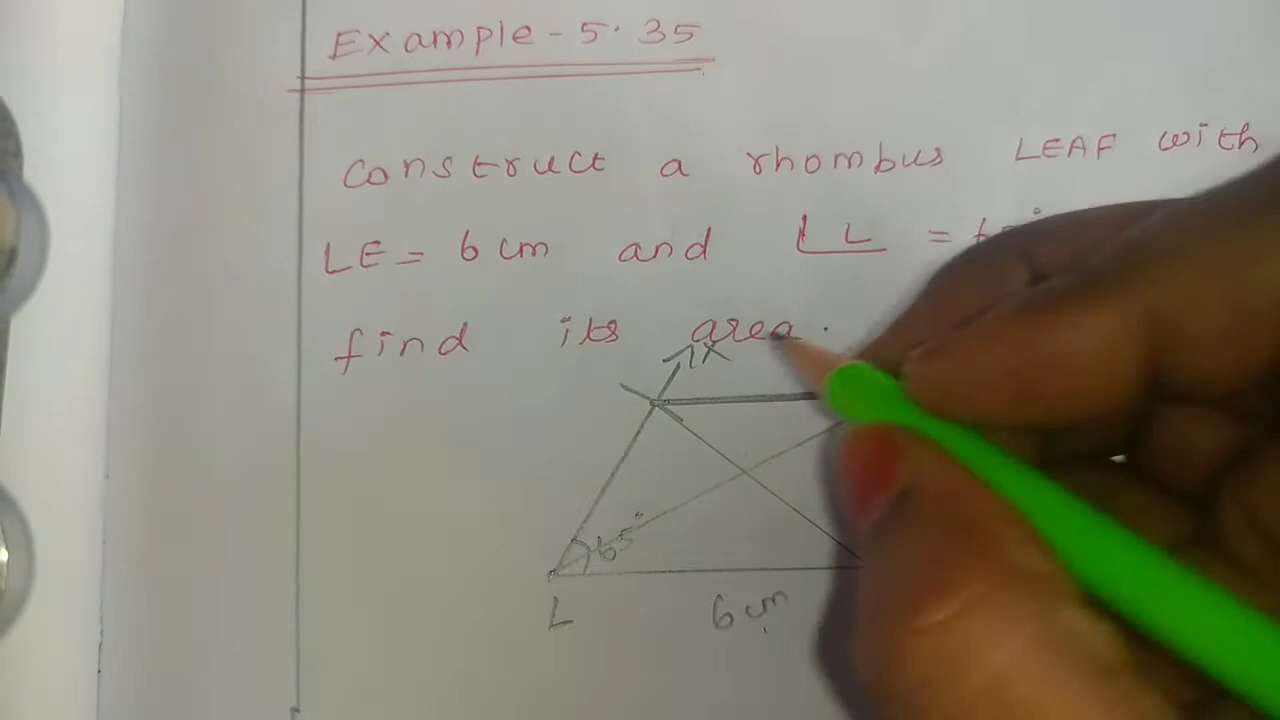 Example - 5.35
construct a rhombus LEAF with
LE = 6 cm and ∠L =
find its area.
X
65°
L
6 cm